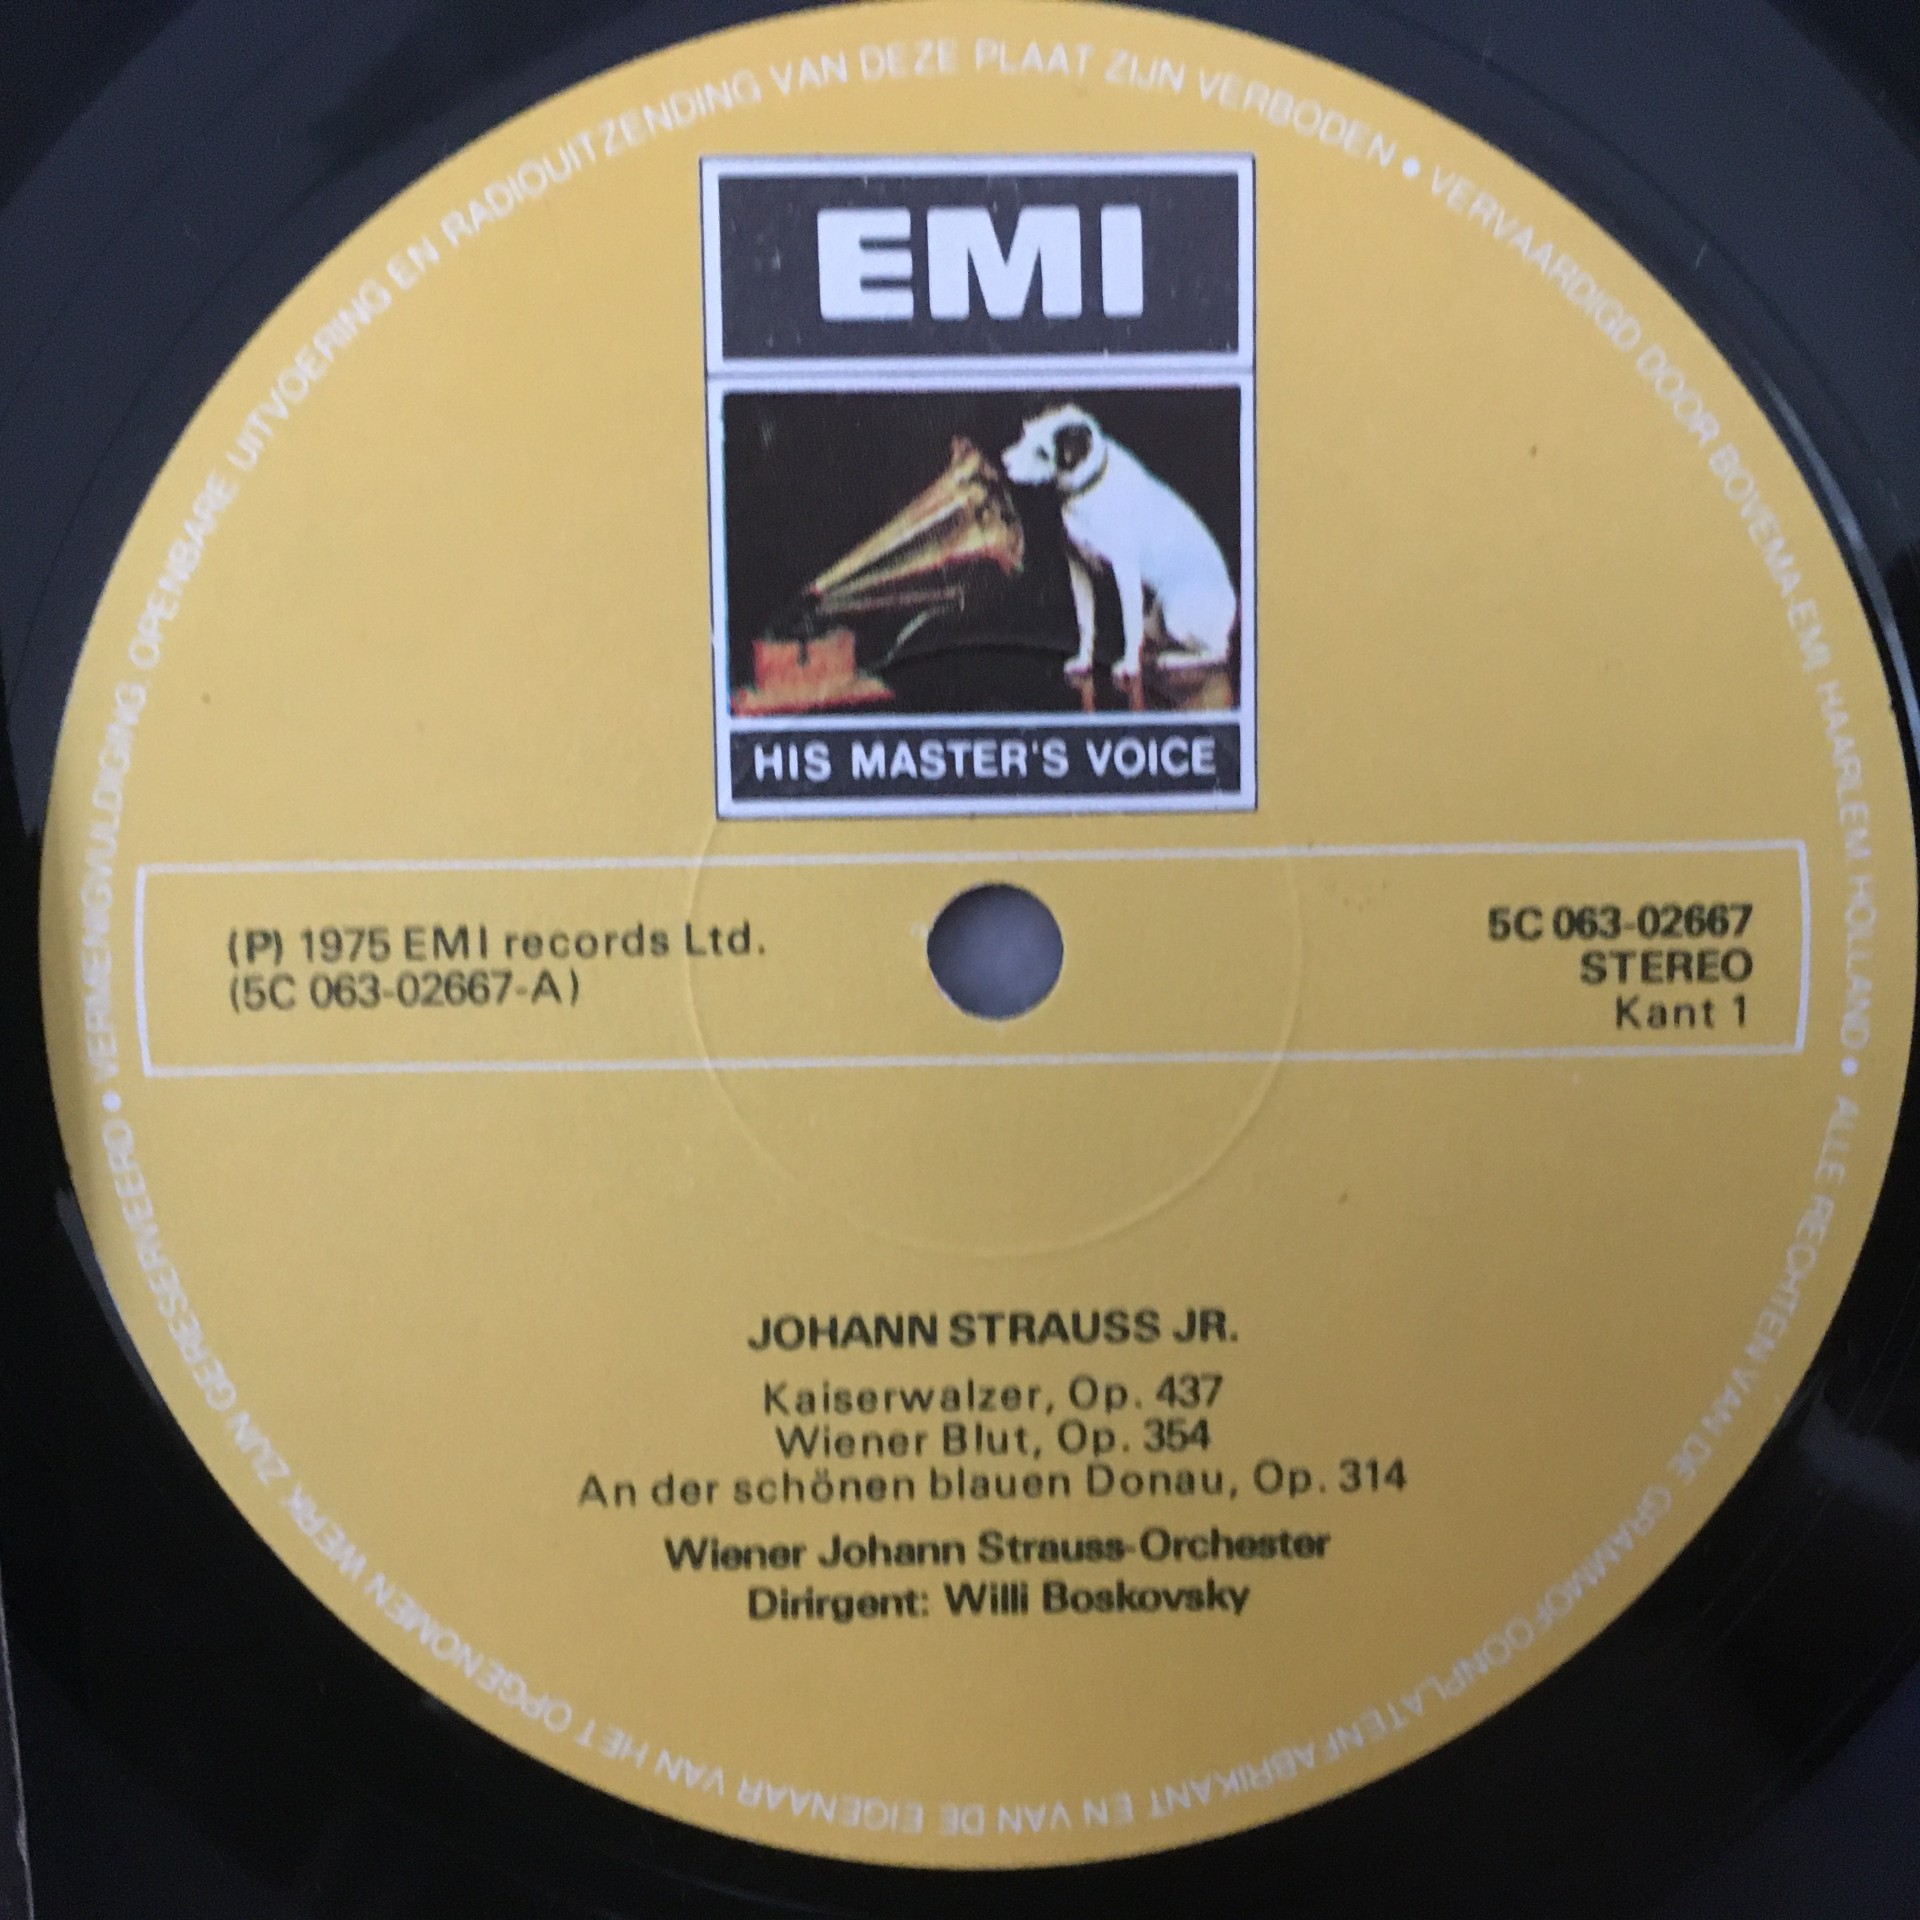 VERMENIGVULDIGING, OPENBARE UITVOERING EN RADIOUITZENDING VAN DEZE PLAAT ZIJN VERBODEN • VERVAARDIGD DOOR BOVEMA-EMI, HAARLEM HOLLAND • ALLE RECHTEN VAN DE GRAMMOFOONPLATENFABRIKANT EN VAN DE EIGENAAR VAN HET OPGENOMEN WERK ZIJN GERESERVEERD •
EMI
HIS MASTER'S VOICE
(P) 1975 EMI records Ltd.
(5C 063-02667-A)
5C 063-02667
STEREO
Kant 1
JOHANN STRAUSS JR.
Kaiserwalzer, Op. 437
Wiener Blut, Op. 354
An der schönen blauen Donau, Op. 314
Wiener Johann Strauss-Orchester
Dirirgent: Willi Boskovsky